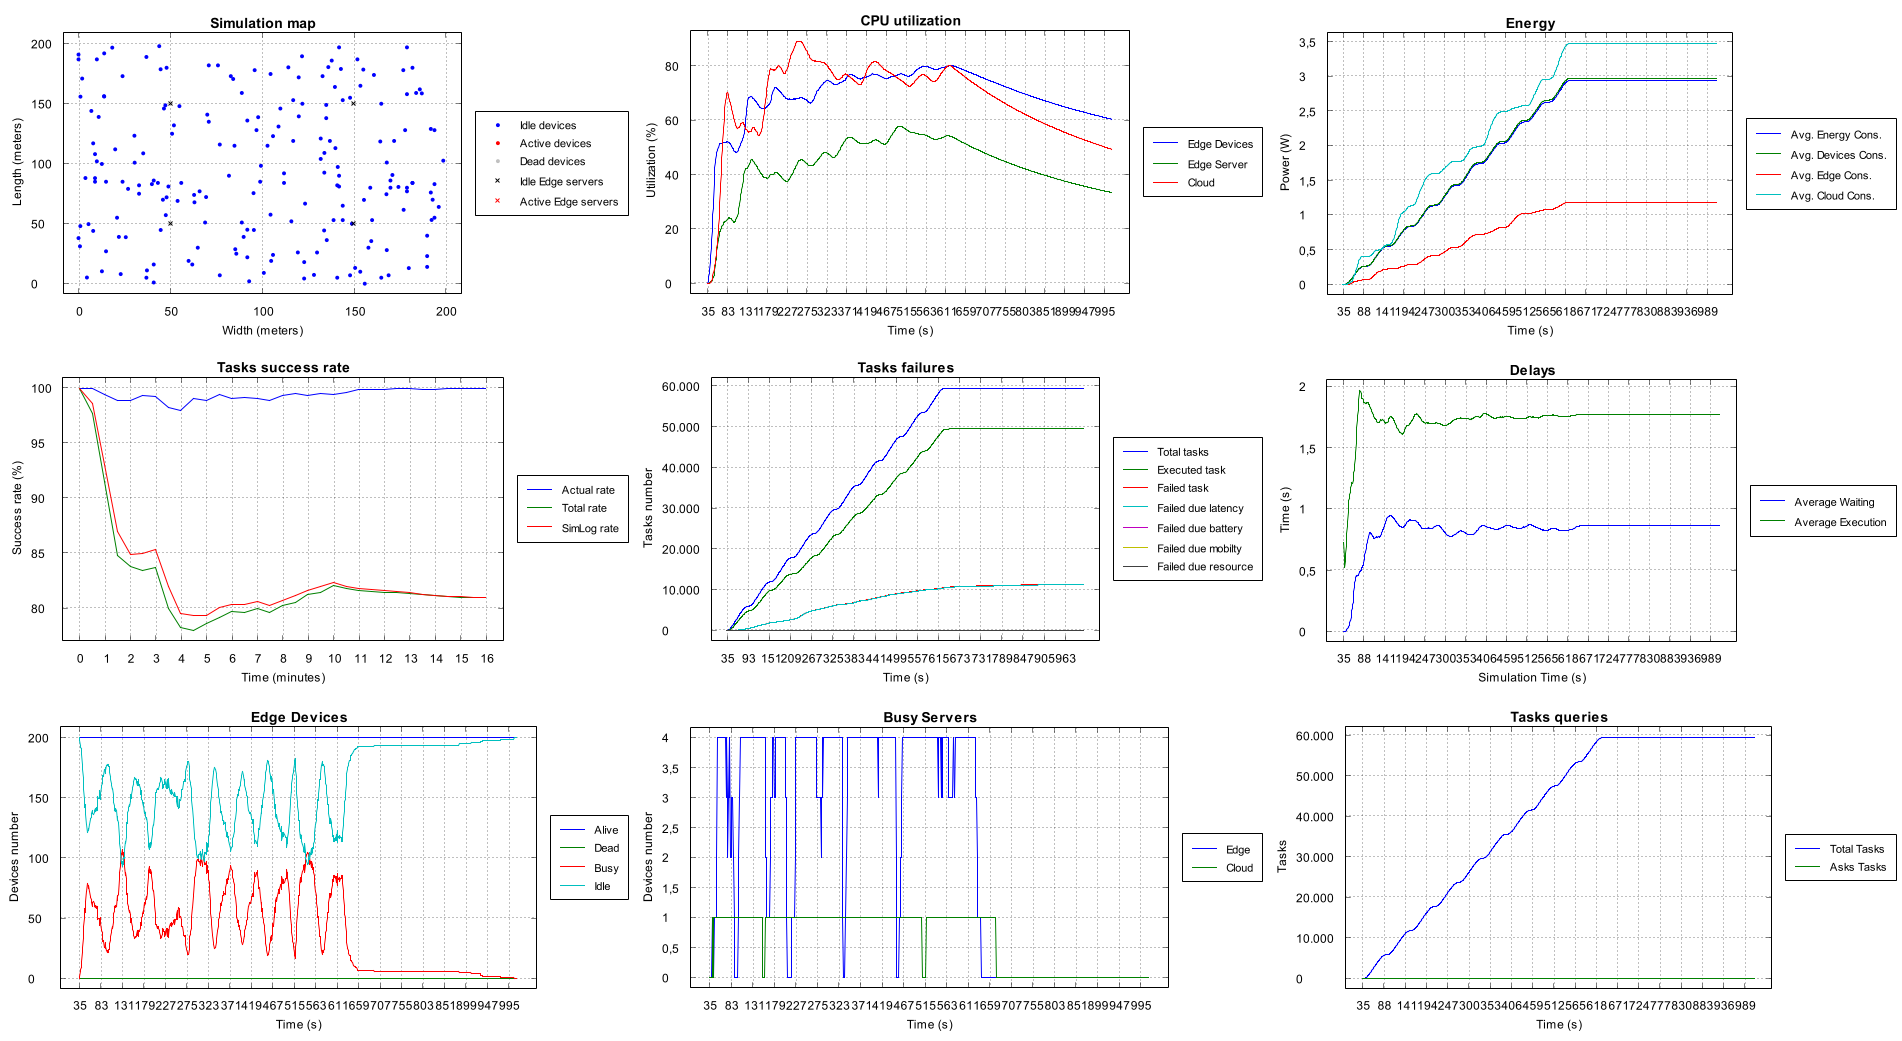 Simulation map
Length (meters)
200
150
100
50
0
0 50 100 150 200
Width (meters)
Idle devices
Active devices
Dead devices
Idle Edge servers
Active Edge servers
CPU utilization
Utilization (%)
80
60
40
20
0
Time (s)
Edge Devices
Edge Server
Cloud
Energy
Power (W)
3,5
3
2,5
2
1,5
1
0,5
0
Time (s)
Avg. Energy Cons.
Avg. Devices Cons.
Avg. Edge Cons.
Avg. Cloud Cons.
Tasks success rate
Success rate (%)
100
95
90
85
80
0 1 2 3 4 5 6 7 8 9 10 11 12 13 14 15 16
Time (minutes)
Actual rate
Total rate
SimLog rate
Tasks failures
Tasks number
60.000
50.000
40.000
30.000
20.000
10.000
0
Time (s)
Total tasks
Executed task
Failed task
Failed due latency
Failed due battery
Failed due mobilty
Failed due resource
Delays
Time (s)
2
1,5
1
0,5
0
Simulation Time (s)
Average Waiting
Average Execution
Edge Devices
Devices number
200
150
100
50
0
Time (s)
Alive
Dead
Busy
Idle
Busy Servers
Devices number
4
3,5
3
2,5
2
1,5
1
0,5
0
Time (s)
Edge
Cloud
Tasks queries
Tasks
60.000
50.000
40.000
30.000
20.000
10.000
0
Time (s)
Total Tasks
Asks Tasks